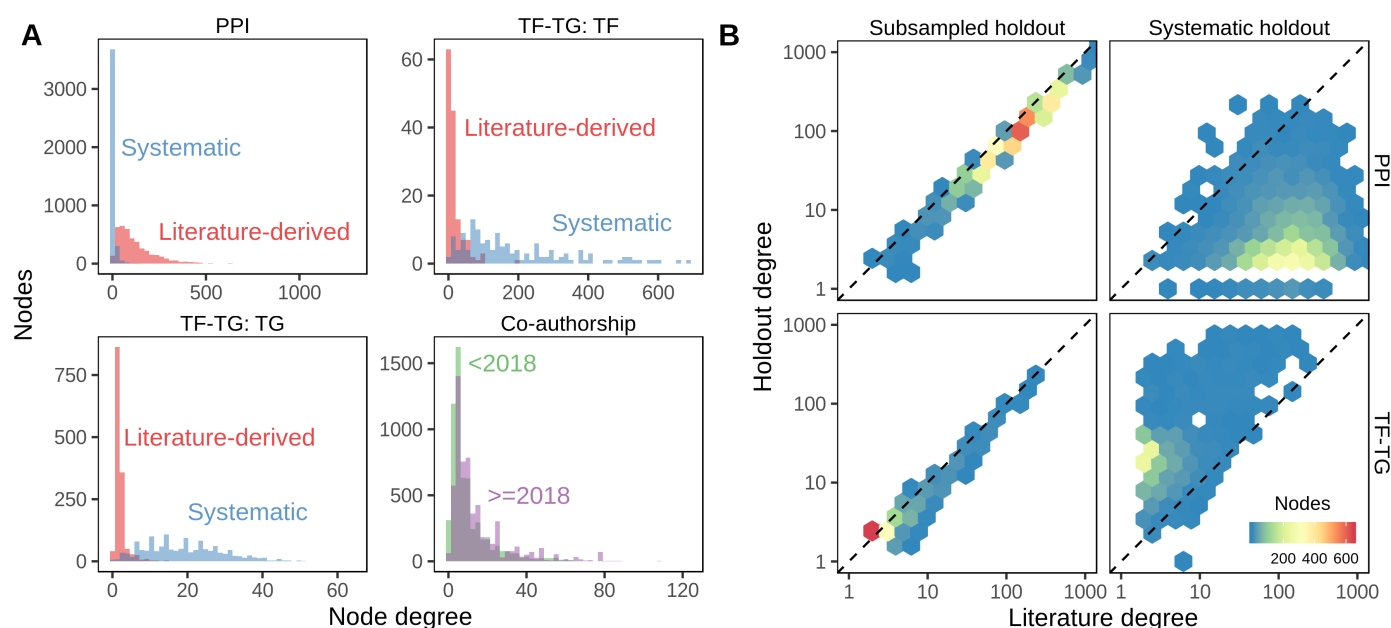 A
PPI
3000
2000
1000
0
Systematic
Literature-derived
0 500 1000
TF-TG: TF
60
40
20
0
Literature-derived
Systematic
0 200 400 600
TF-TG: TG
750
500
250
0
Literature-derived
Systematic
0 20 40 60
Co-authorship
1500
1000
500
0
<2018
>=2018
0 40 80 120
Nodes
Node degree
B
Subsampled holdout
Systematic holdout
1000
100
10
1
PPI
1000
100
10
1
TF-TG
Nodes
200 400 600
1 10 100 1000
1 10 100 1000
Holdout degree
Literature degree